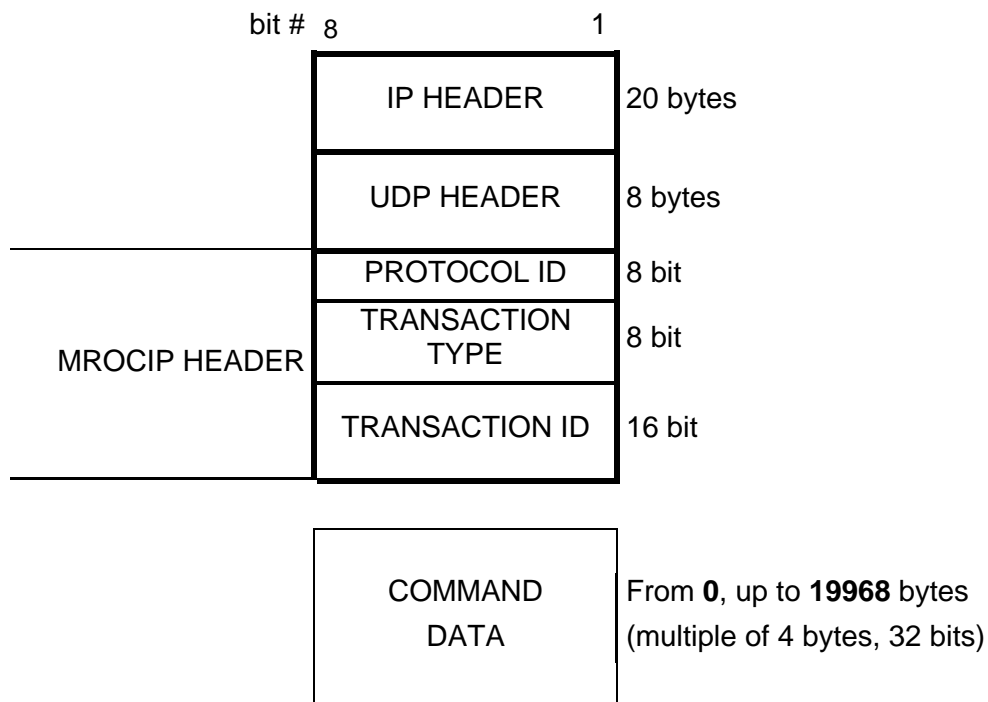 bit # 8 1
IP HEADER 20 bytes
UDP HEADER 8 bytes
PROTOCOL ID 8 bit
TRANSACTION
TYPE 8 bit
MROCIP HEADER
TRANSACTION ID 16 bit
COMMAND From 0, up to 19968 bytes
DATA (multiple of 4 bytes, 32 bits)